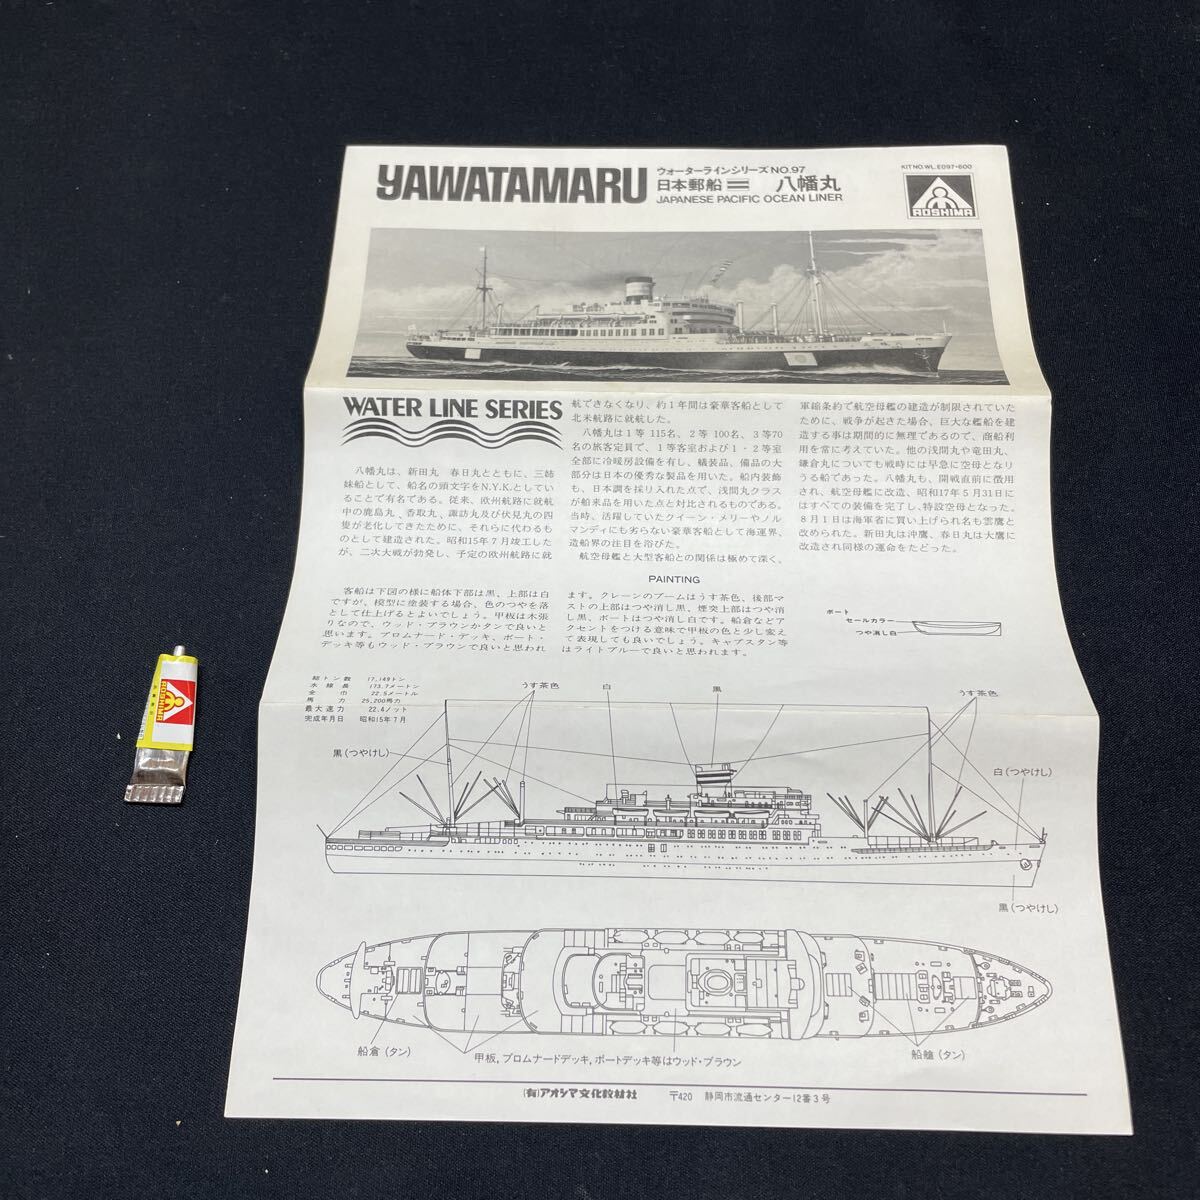 YAWATAMARU
ウォーターラインシリーズNO.97
日本郵船 八幡丸
JAPANESE PACIFIC OCEAN LINER
KIT NO.WL.E097-600
AOSHIMA
WATER LINE SERIES
八幡丸は、新田丸 春日丸とともに、三姉
妹船として、船名の頭文字をN.Y.K.としてい
ることで有名である。従来、欧州航路に就航
中の鹿島丸、香取丸、諏訪丸及び伏見丸の四
隻が老化してきたために、それらに代わるも
のとして建造された。昭和15年7月竣工した
が、二次大戦が勃発し、予定の欧州航路に就
航できなくなり、約1年間は豪華客船として
北米航路に就航した。
八幡丸は1等 115名、2等 100名、3等70
名の旅客定員で、1等客室および1・2等室
全部に冷暖房設備を有し、艤装品、備品の大
部分は日本の優秀な製品を用いた。船内装飾
も、日本調を採り入れた点で、浅間丸クラス
が舶来品を用いた点と対比されるものである。
当時、活躍していたクイーン・メリーやノル
マンディにも劣らない豪華客船として海運界、
造船界の注目を浴びた。
航空母艦と大型客船との関係は極めて深く、
軍縮条約で航空母艦の建造が制限されていた
ために、戦争が起きた場合、巨大な艦船を建
造する事は期間的に無理であるので、商船利
用を常に考えていた。他の浅間丸や竜田丸、
鎌倉丸についても戦時には早急に空母となり
うる船であった。八幡丸も、開戦直前に徴用
され、航空母艦に改造、昭和17年5月31日に
はすべての装備を完了し、特設空母となった。
8月1日は海軍省に買い上げられ名も雲鷹と
改められた。新田丸は沖鷹、春日丸は大鷹に
改造され同様の運命をたどった。
PAINTING
客船は下図の様に船体下部は黒、上部は白
ですが、模型に塗装する場合、色のつやを落
として仕上げるとよいでしょう。甲板は木張
りなので、ウッド・ブラウンかタンで良いと
思います。プロムナード・デッキ、ボート・
デッキ等もウッド・ブラウンで良いと思われ
ます。クレーンのブームはうす茶色、後部マ
ストの上部はつや消し黒、煙突上部はつや消
し黒、ボートはつや消し白です。船倉などア
クセントをつける意味で甲板の色と少し変え
て表現しても良いでしょう。キャプスタン等
はライトブルーで良いと思われます。
ボート
セールカラー
つや消し白
総トン数 17,149トン
水線長 173.7メートル
全巾 22.5メートル
馬力 25,200馬力
最大速力 22.4ノット
完成年月日 昭和15年7月
うす茶色
白
黒
うす茶色
黒(つやけし)
白(つやけし)
黒(つやけし)
船倉(タン)
甲板,プロムナードデッキ,ボートデッキ等はウッド・ブラウン
船艙(タン)
(有)アオシマ文化教材社 〒420 静岡市流通センター12番3号
AOSHIMA